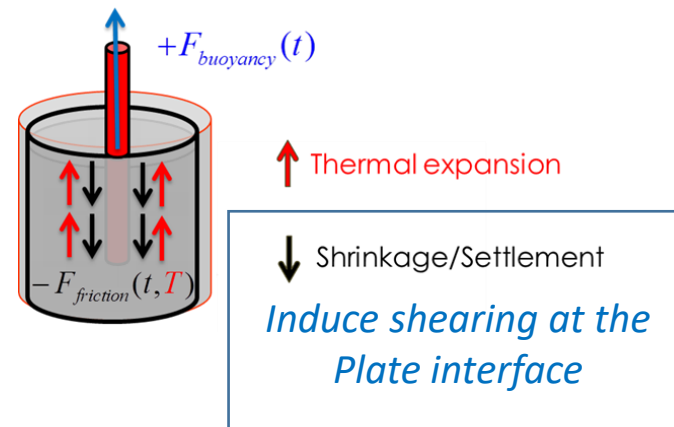 +F_buoyancy(t)
Thermal expansion
Shrinkage/Settlement
−F_friction(t,T)
Induce shearing at the
Plate interface